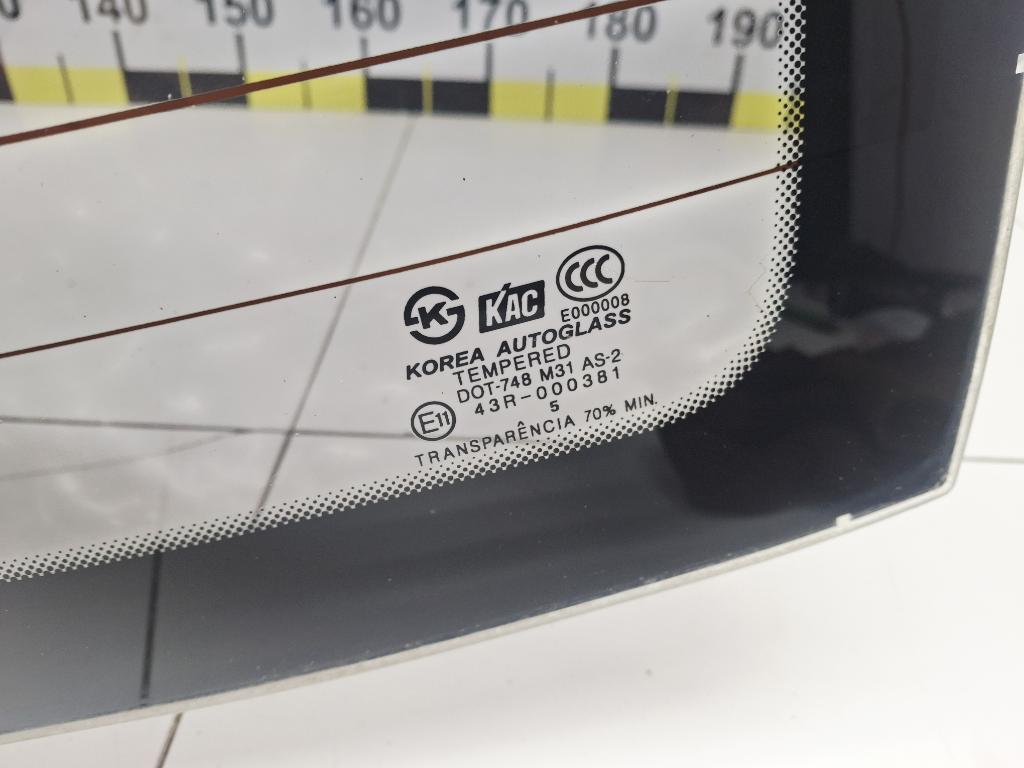 140 150 160 170 180 190
K KAC CCC
E000008
KOREA AUTOGLASS
TEMPERED
DOT-748 M31 AS-2
E11 43R-000381
5
TRANSPARÊNCIA 70% MIN.